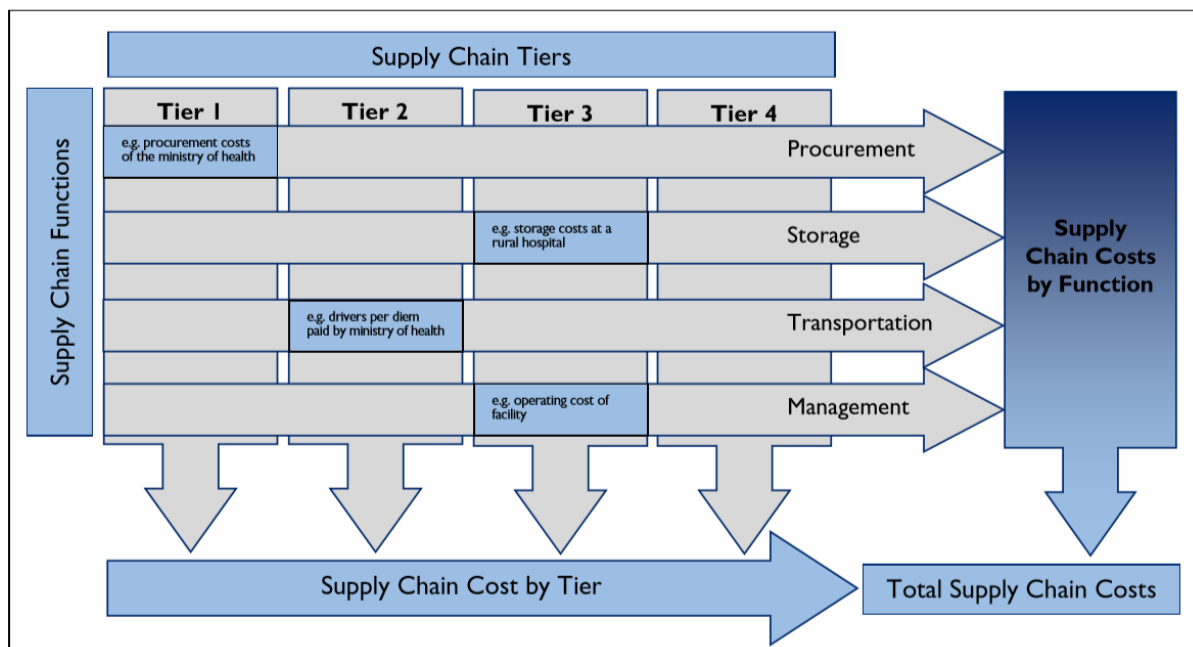 Supply Chain Tiers
Supply Chain Functions
Tier 1
Tier 2
Tier 3
Tier 4
e.g. procurement costs
of the ministry of health
Procurement
e.g. storage costs at a
rural hospital
Storage
e.g. drivers per diem
paid by ministry of health
Transportation
e.g. operating cost of
facility
Management
Supply
Chain Costs
by Function
Supply Chain Cost by Tier
Total Supply Chain Costs